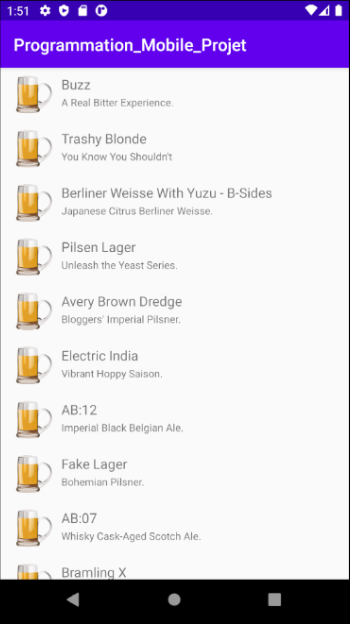 1:51
Programmation_Mobile_Projet
Buzz
A Real Bitter Experience.
Trashy Blonde
You Know You Shouldn't
Berliner Weisse With Yuzu - B-Sides
Japanese Citrus Berliner Weisse.
Pilsen Lager
Unleash the Yeast Series.
Avery Brown Dredge
Bloggers' Imperial Pilsner.
Electric India
Vibrant Hoppy Saison.
AB:12
Imperial Black Belgian Ale.
Fake Lager
Bohemian Pilsner.
AB:07
Whisky Cask-Aged Scotch Ale.
Bramling X